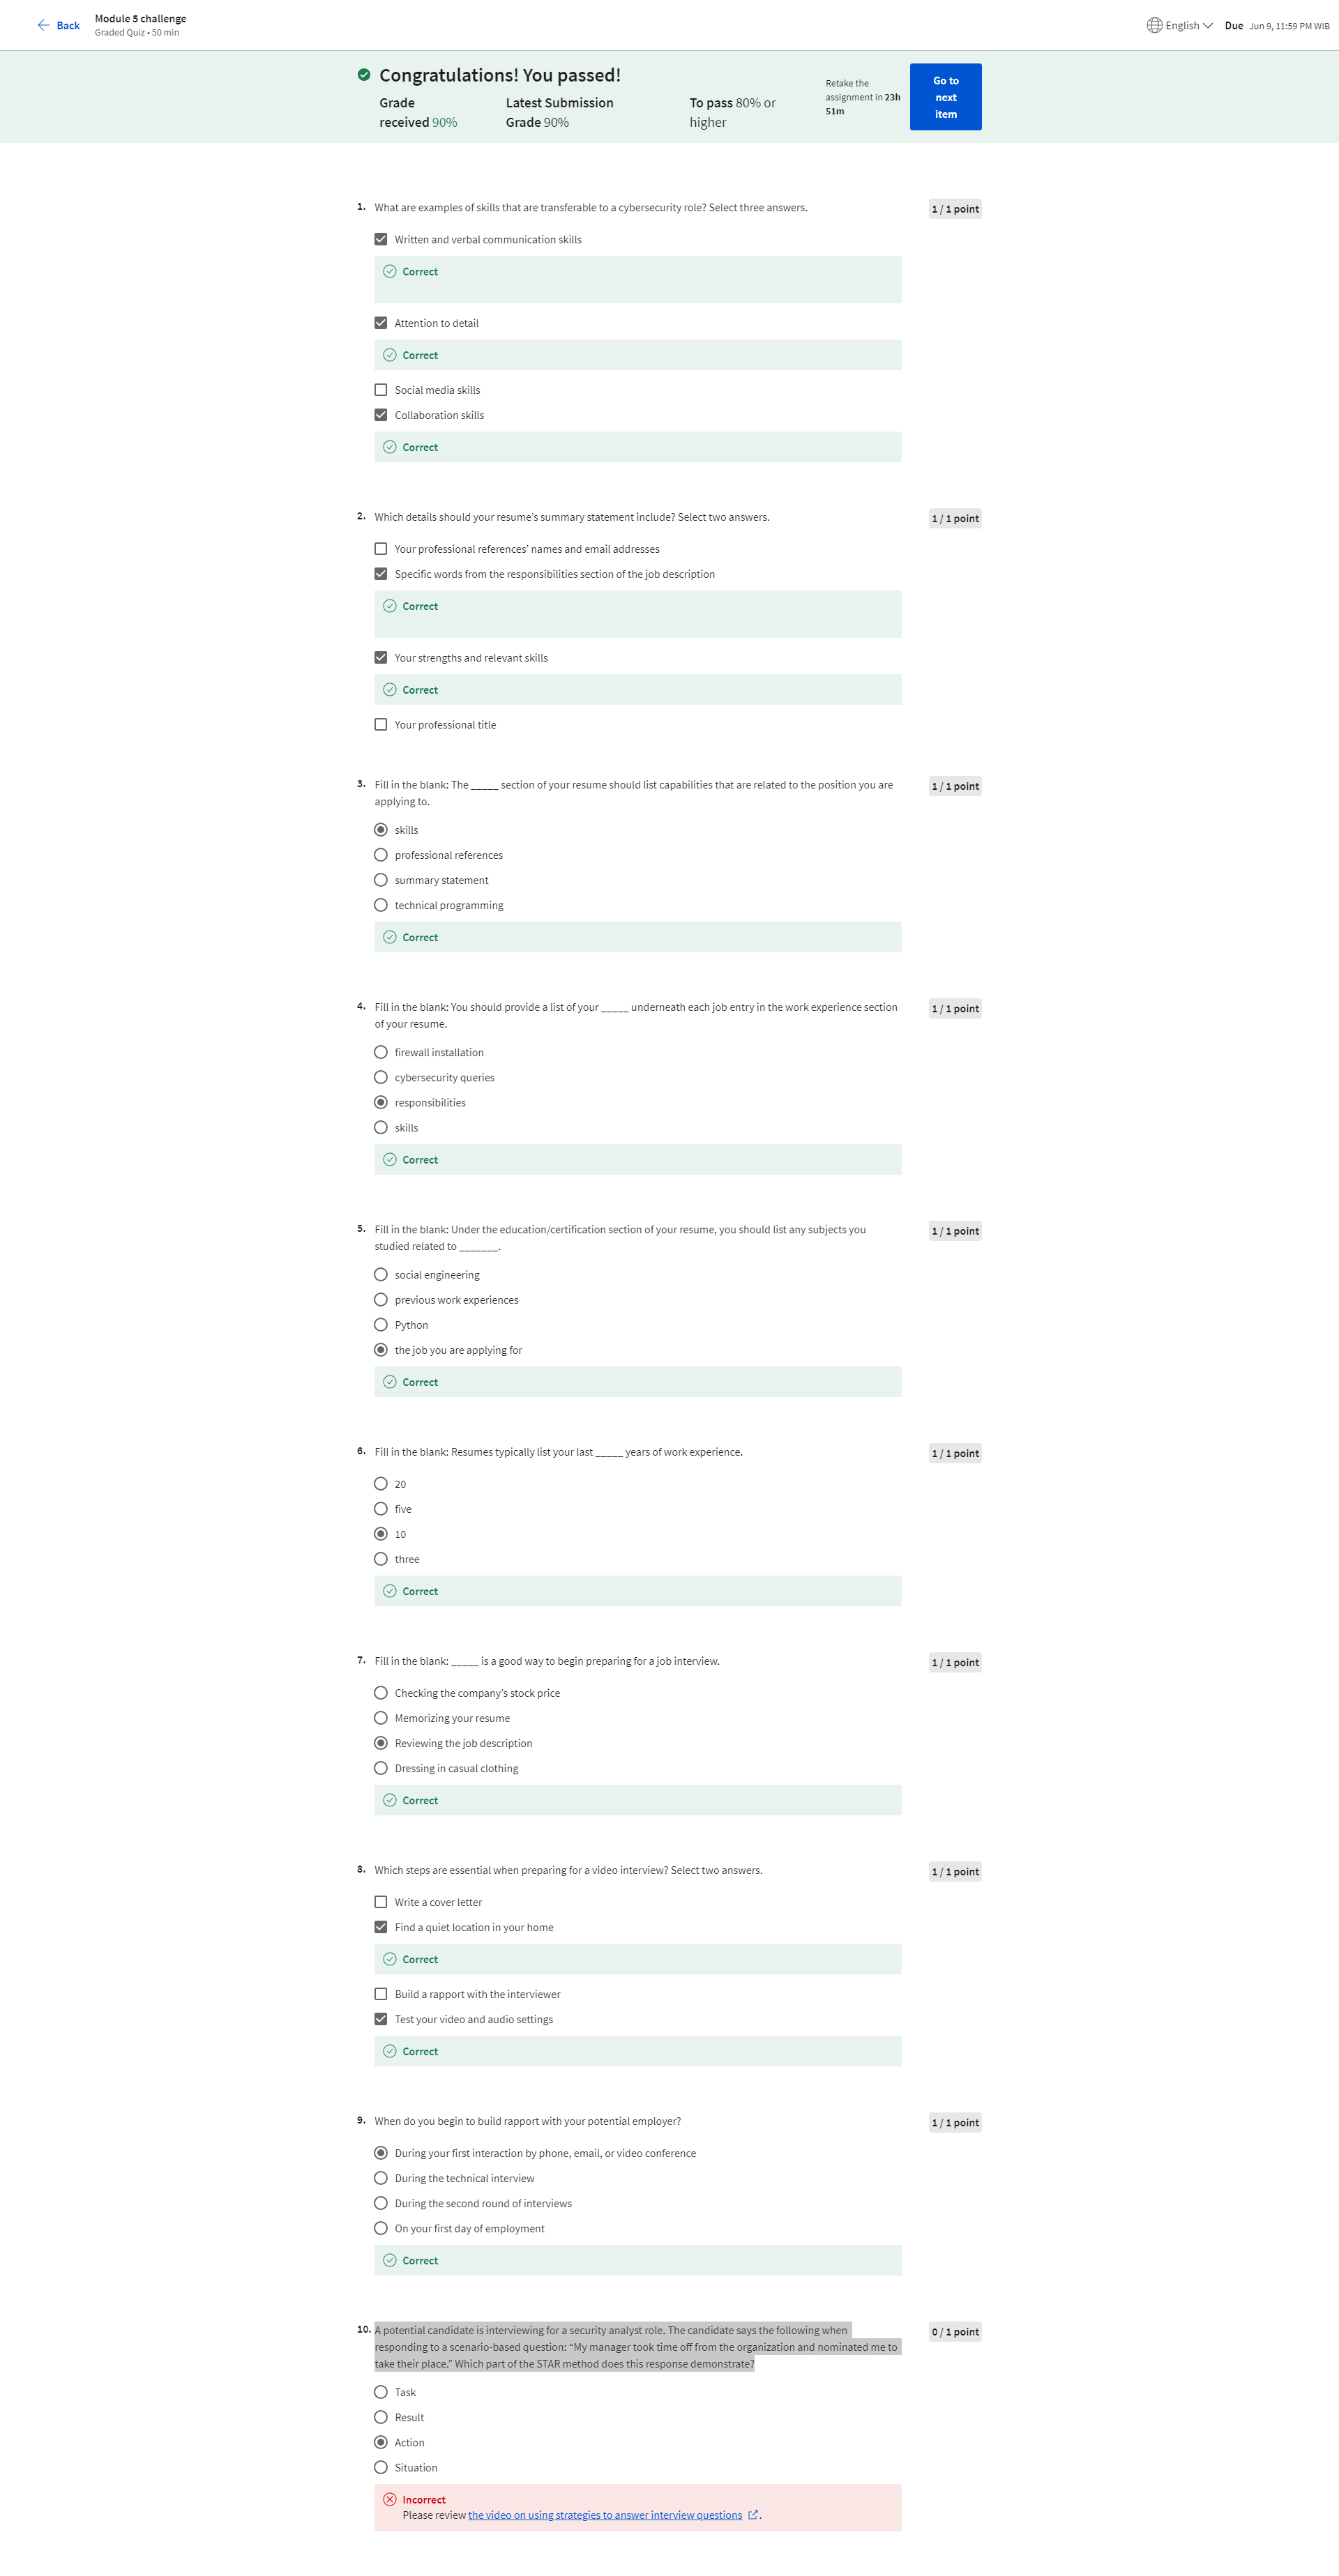 Back
Module 5 challenge
Graded Quiz • 50 min
English
Due Jun 9, 11:59 PM WIB
Congratulations! You passed!
Grade
received 90%
Latest Submission
Grade 90%
To pass 80% or
higher
Retake the
assignment in 23h
51m
Go to
next
item
1. What are examples of skills that are transferable to a cybersecurity role? Select three answers.
1 / 1 point
Written and verbal communication skills
Correct
Attention to detail
Correct
Social media skills
Collaboration skills
Correct
2. Which details should your resume’s summary statement include? Select two answers.
1 / 1 point
Your professional references’ names and email addresses
Specific words from the responsibilities section of the job description
Correct
Your strengths and relevant skills
Correct
Your professional title
3. Fill in the blank: The _____ section of your resume should list capabilities that are related to the position you are
applying to.
1 / 1 point
skills
professional references
summary statement
technical programming
Correct
4. Fill in the blank: You should provide a list of your _____ underneath each job entry in the work experience section
of your resume.
1 / 1 point
firewall installation
cybersecurity queries
responsibilities
skills
Correct
5. Fill in the blank: Under the education/certification section of your resume, you should list any subjects you
studied related to _______.
1 / 1 point
social engineering
previous work experiences
Python
the job you are applying for
Correct
6. Fill in the blank: Resumes typically list your last _____ years of work experience.
1 / 1 point
20
five
10
three
Correct
7. Fill in the blank: _____ is a good way to begin preparing for a job interview.
1 / 1 point
Checking the company’s stock price
Memorizing your resume
Reviewing the job description
Dressing in casual clothing
Correct
8. Which steps are essential when preparing for a video interview? Select two answers.
1 / 1 point
Write a cover letter
Find a quiet location in your home
Correct
Build a rapport with the interviewer
Test your video and audio settings
Correct
9. When do you begin to build rapport with your potential employer?
1 / 1 point
During your first interaction by phone, email, or video conference
During the technical interview
During the second round of interviews
On your first day of employment
Correct
10. A potential candidate is interviewing for a security analyst role. The candidate says the following when
responding to a scenario-based question: “My manager took time off from the organization and nominated me to
take their place.” Which part of the STAR method does this response demonstrate?
0 / 1 point
Task
Result
Action
Situation
Incorrect
Please review the video on using strategies to answer interview questions.